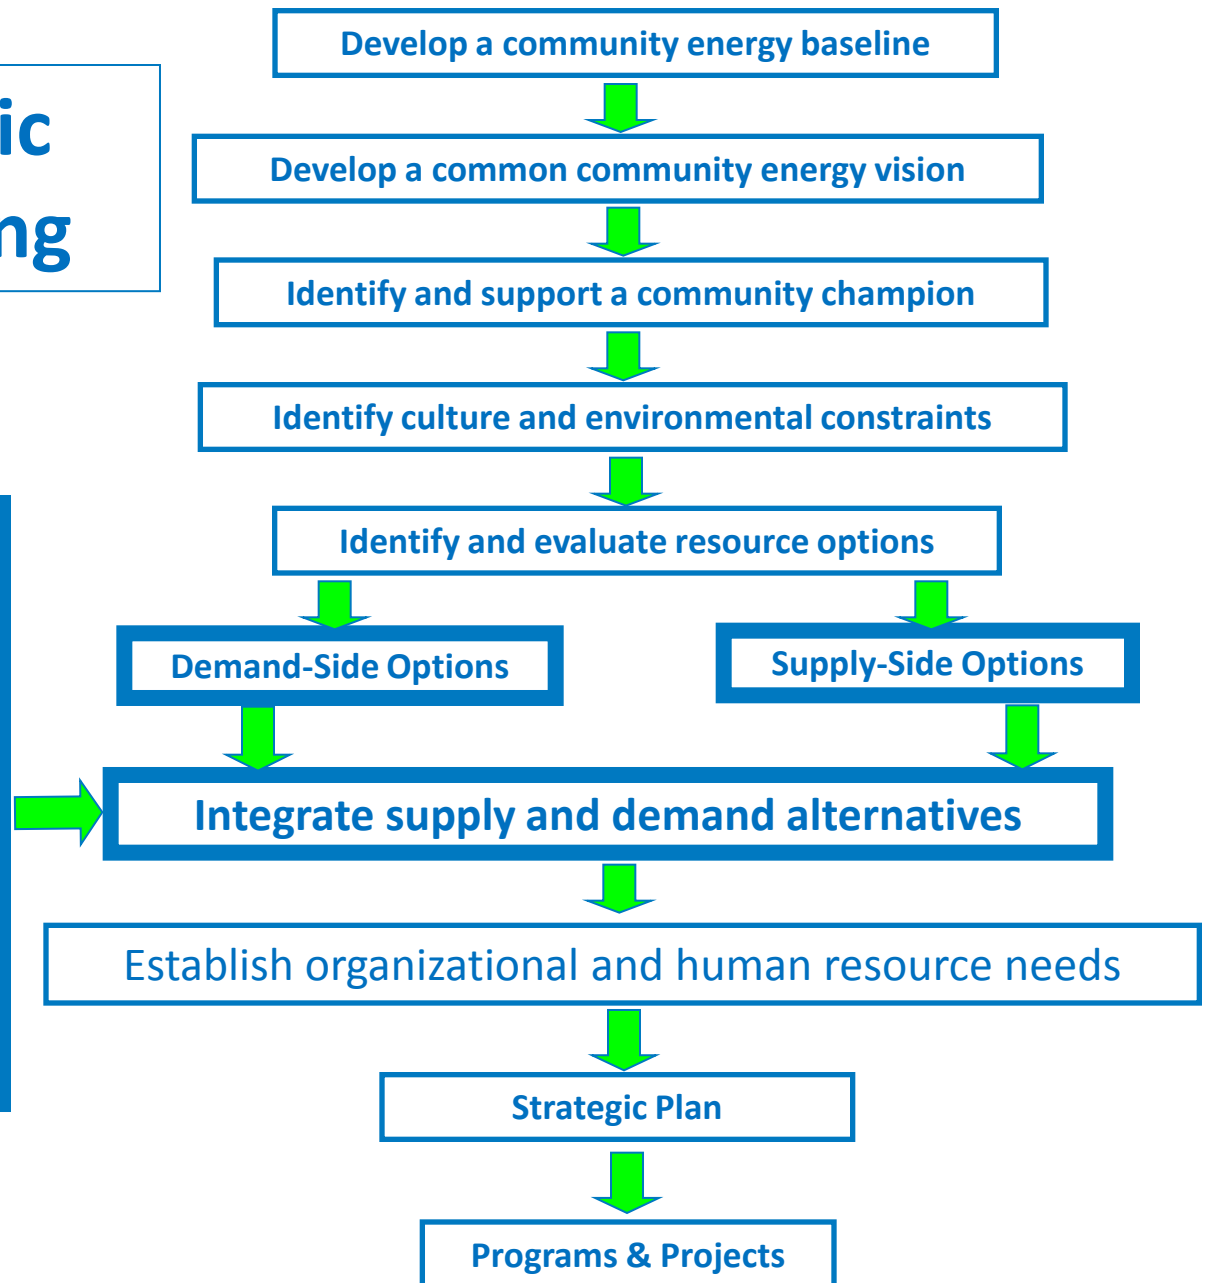 Develop a community energy baseline
ic
ng
Develop a common community energy vision
Identify and support a community champion
Identify culture and environmental constraints
Identify and evaluate resource options
Demand-Side Options
Supply-Side Options
Integrate supply and demand alternatives
Establish organizational and human resource needs
Strategic Plan
Programs & Projects